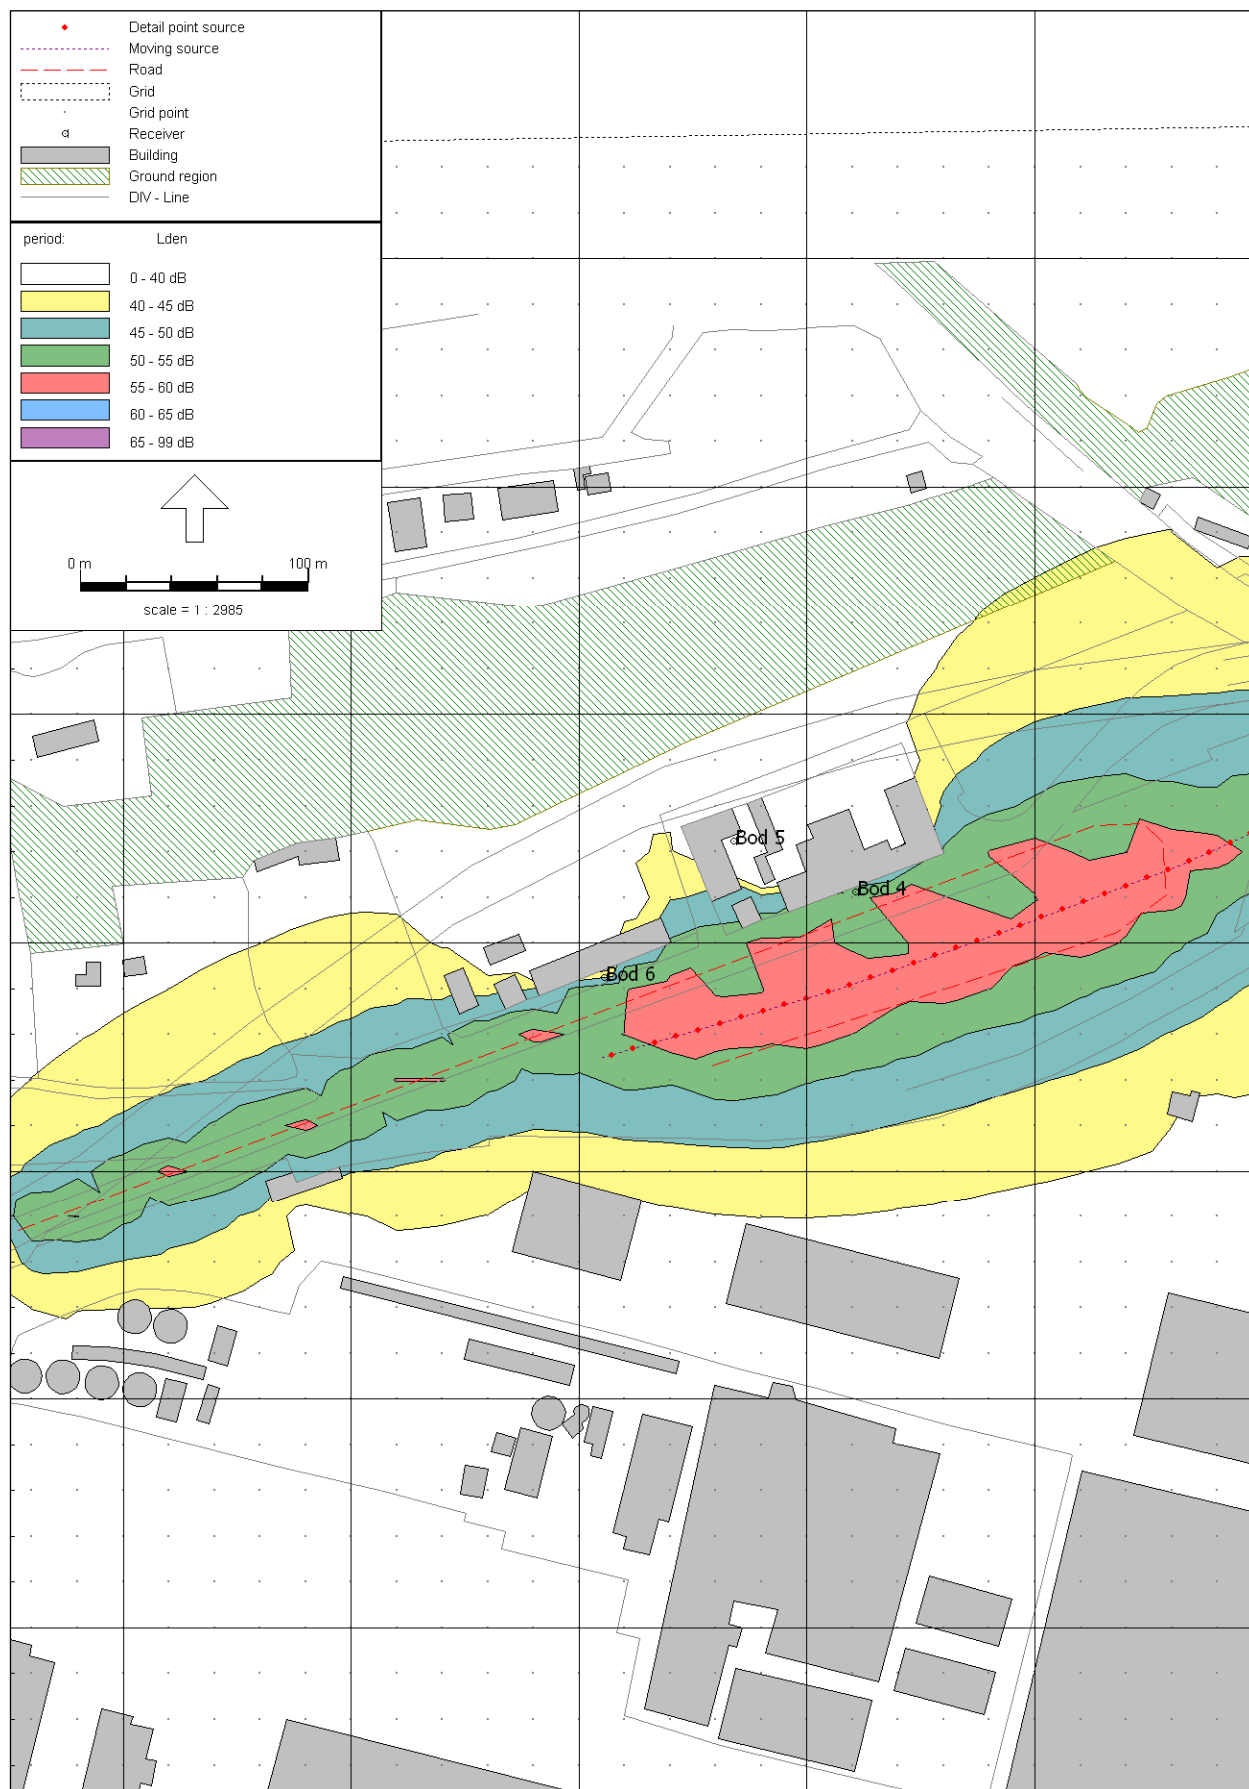 Detail point source
Moving source
Road
Grid
Grid point
Receiver
Building
Ground region
DIV - Line
period: Lden
0 - 40 dB
40 - 45 dB
45 - 50 dB
50 - 55 dB
55 - 60 dB
60 - 65 dB
65 - 99 dB
0 m 100 m
scale = 1 : 2985
Bod 5
Bod 4
Bod 6